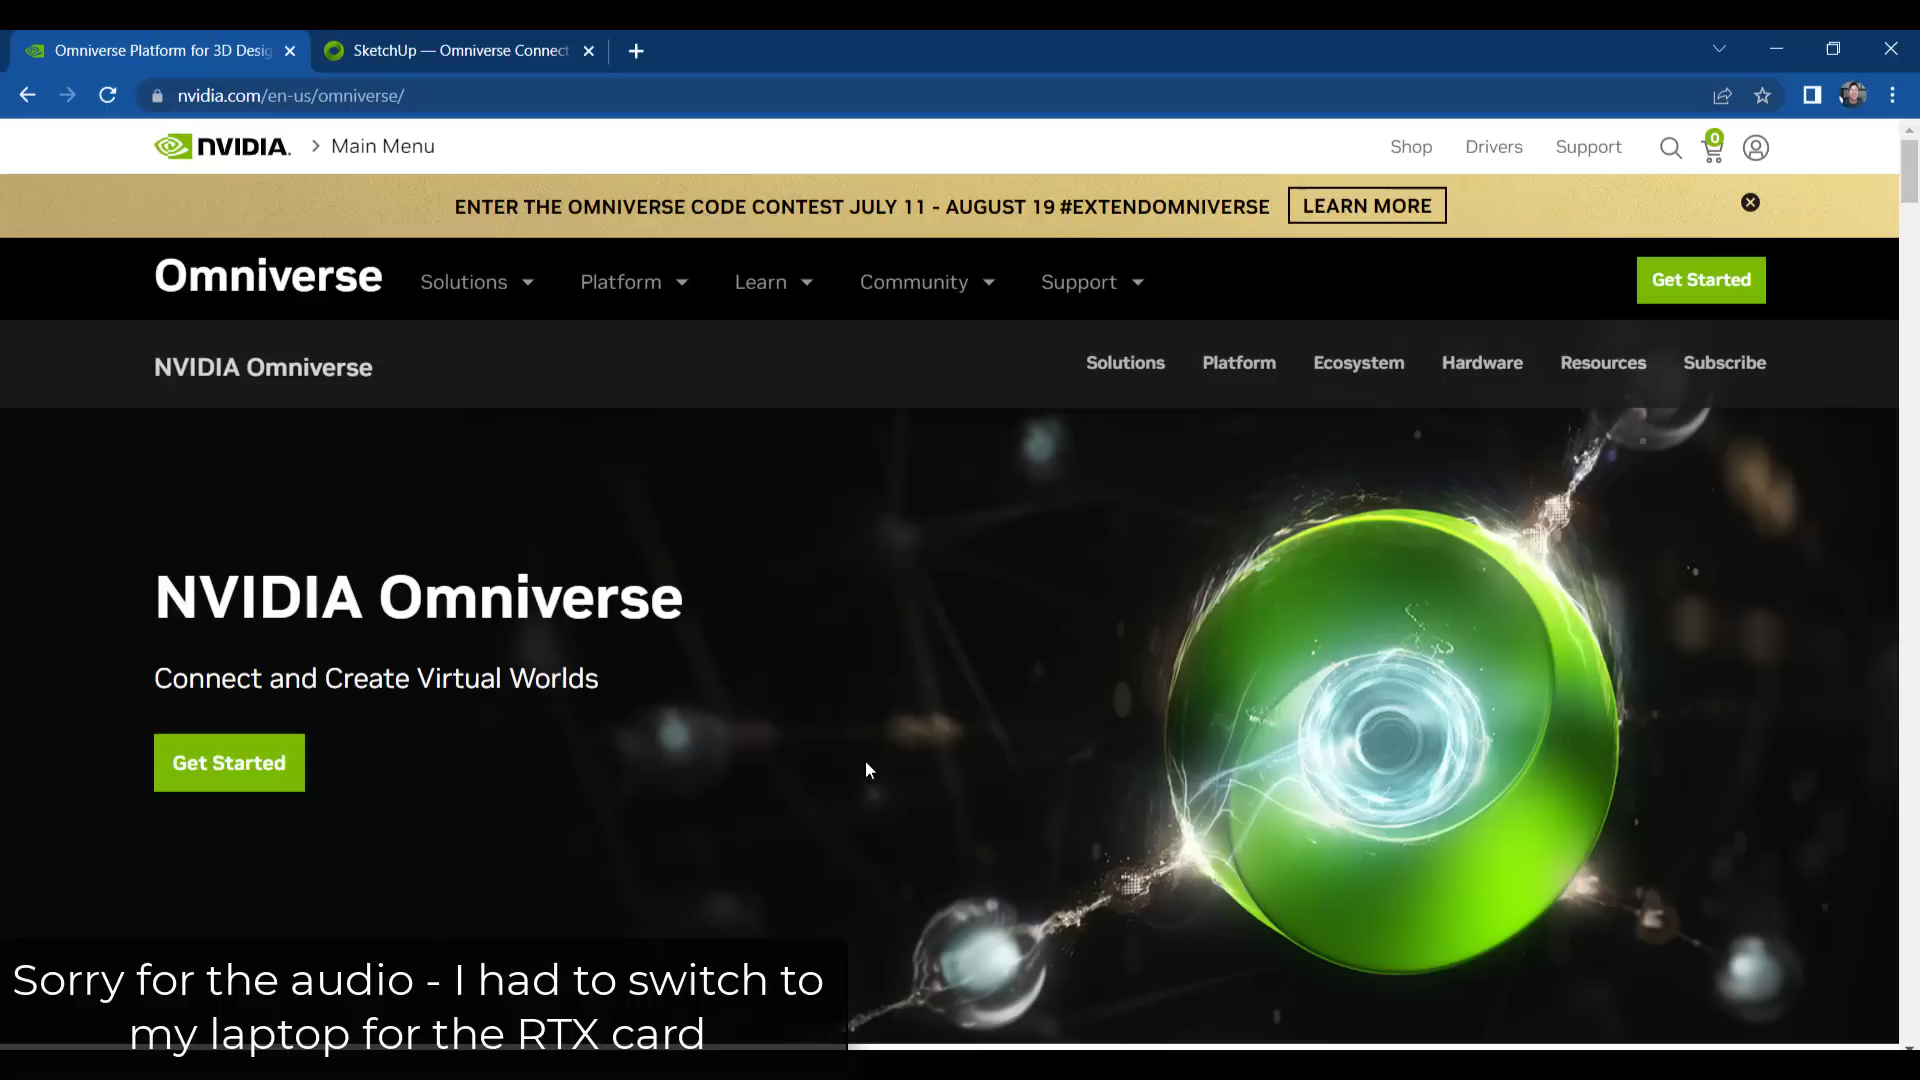 Omniverse Platform for 3D Desig
SketchUp — Omniverse Connect
nvidia.com/en-us/omniverse/
NVIDIA.
Main Menu
Shop
Drivers
Support
0
ENTER THE OMNIVERSE CODE CONTEST JULY 11 - AUGUST 19 #EXTENDOMNIVERSE
LEARN MORE
Omniverse
Solutions
Platform
Learn
Community
Support
Get Started
NVIDIA Omniverse
Solutions
Platform
Ecosystem
Hardware
Resources
Subscribe
NVIDIA Omniverse
Connect and Create Virtual Worlds
Get Started
Sorry for the audio - I had to switch to
my laptop for the RTX card